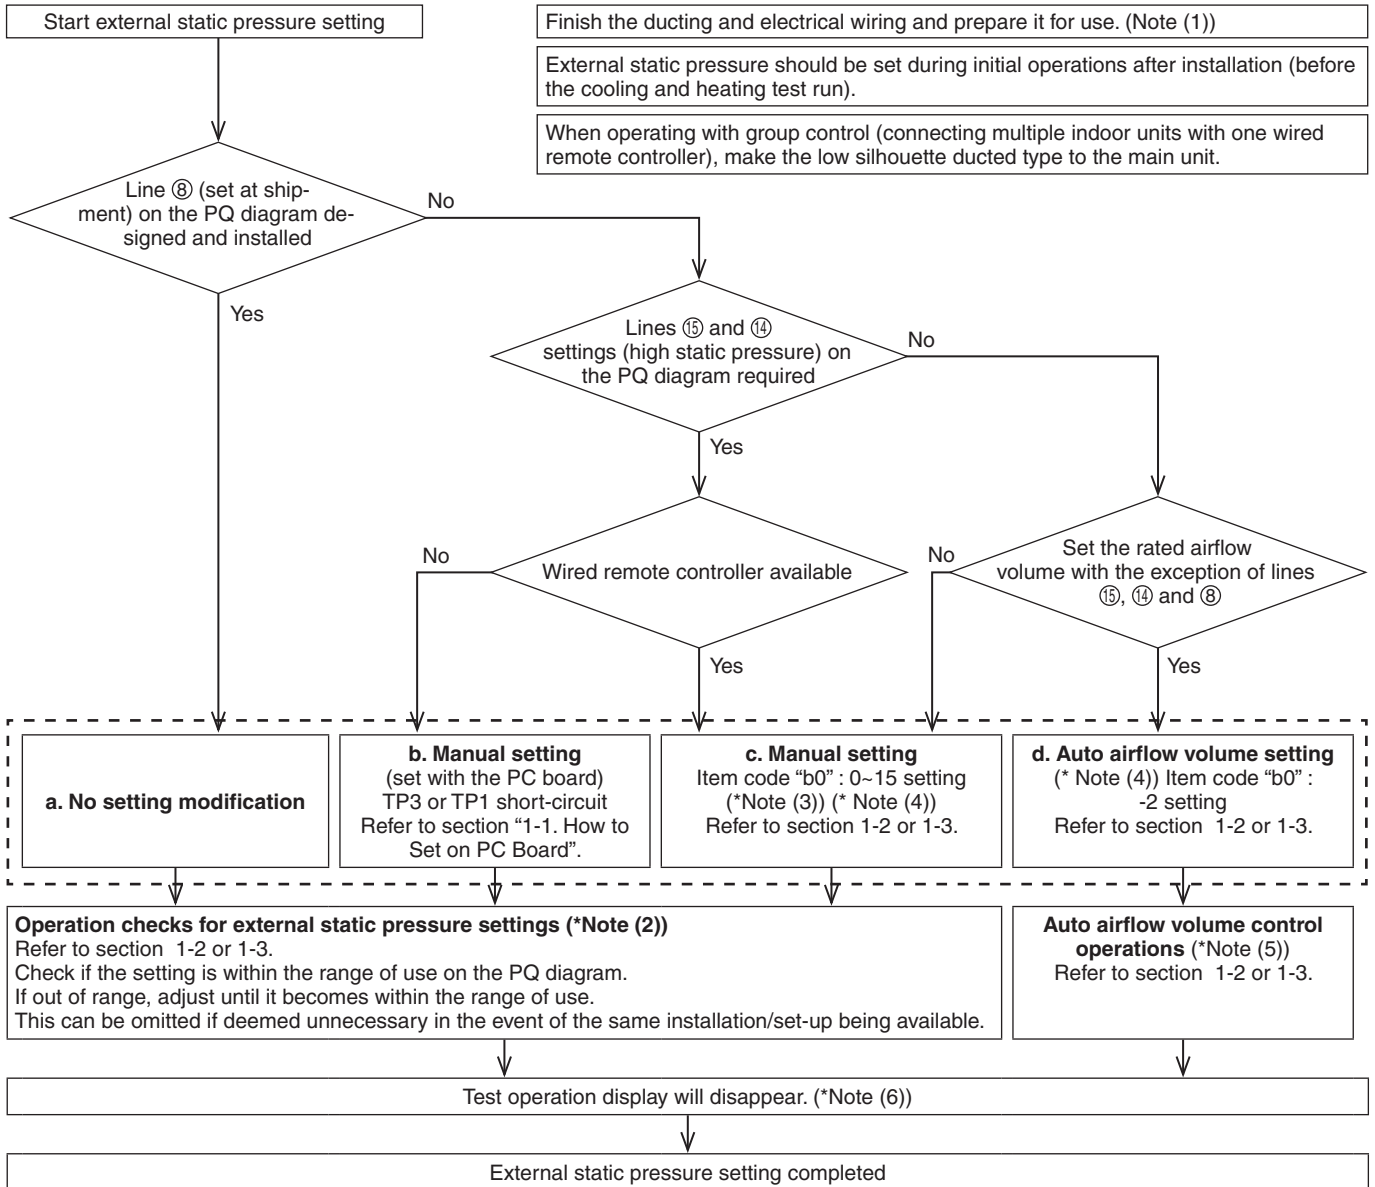 Start external static pressure setting
Finish the ducting and electrical wiring and prepare it for use. (Note (1))
External static pressure should be set during initial operations after installation (before
the cooling and heating test run).
When operating with group control (connecting multiple indoor units with one wired
remote controller), make the low silhouette ducted type to the main unit.
Line ⑧ (set at ship-
ment) on the PQ diagram de-
signed and installed
No
Yes
Lines ⑮ and ⑭
settings (high static pressure) on
the PQ diagram required
No
Yes
Wired remote controller available
No
Yes
Set the rated airflow
volume with the exception of lines
⑮, ⑭ and ⑧
No
Yes
a. No setting modification
b. Manual setting
(set with the PC board)
TP3 or TP1 short-circuit
Refer to section “1-1. How to
Set on PC Board”.
c. Manual setting
Item code “b0” : 0~15 setting
(*Note (3)) (* Note (4))
Refer to section 1-2 or 1-3.
d. Auto airflow volume setting
(* Note (4)) Item code “b0” :
-2 setting
Refer to section 1-2 or 1-3.
Operation checks for external static pressure settings (*Note (2))
Refer to section 1-2 or 1-3.
Check if the setting is within the range of use on the PQ diagram.
If out of range, adjust until it becomes within the range of use.
This can be omitted if deemed unnecessary in the event of the same installation/set-up being available.
Auto airflow volume control
operations (*Note (5))
Refer to section 1-2 or 1-3.
Test operation display will disappear. (*Note (6))
External static pressure setting completed